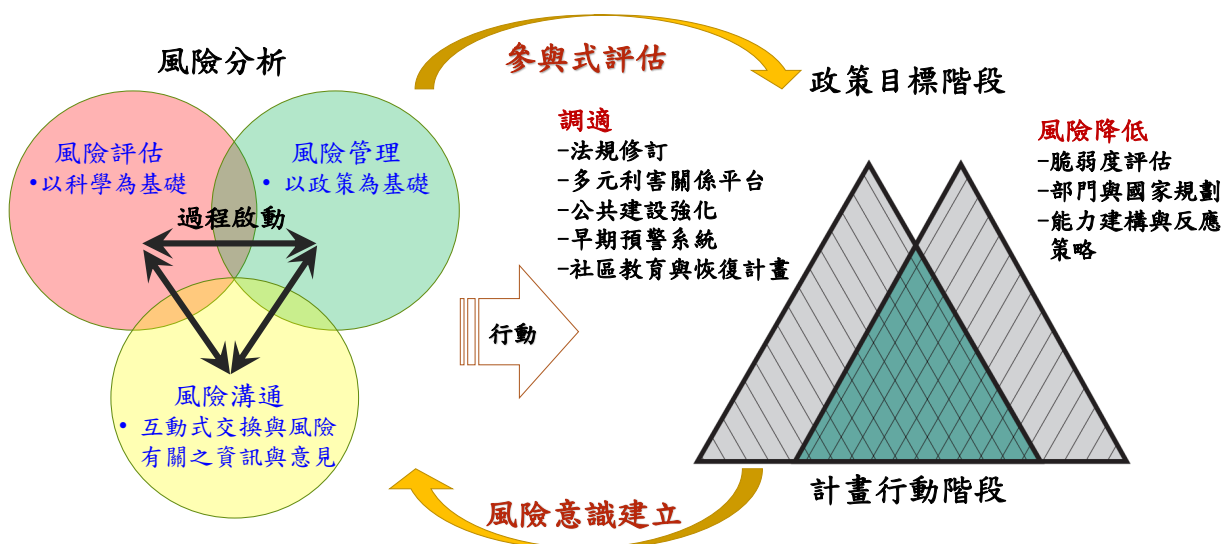 參與式評估
風險分析
政策目標階段
風險評估
•以科學為基礎
風險管理
•以政策為基礎
過程啟動
風險溝通
•互動式交換與風險
有關之資訊與意見
行動
調適
-法規修訂
-多元利害關係平台
-公共建設強化
-早期預警系統
-社區教育與恢復計畫
風險降低
-脆弱度評估
-部門與國家規劃
-能力建構與反應
策略
計畫行動階段
風險意識建立